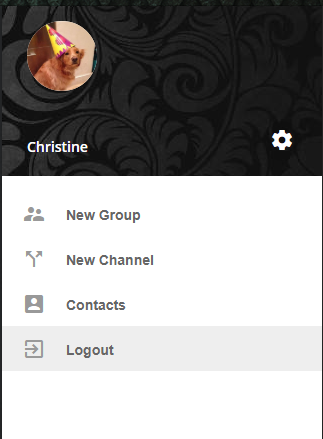 Christine
New Group
New Channel
Contacts
Logout